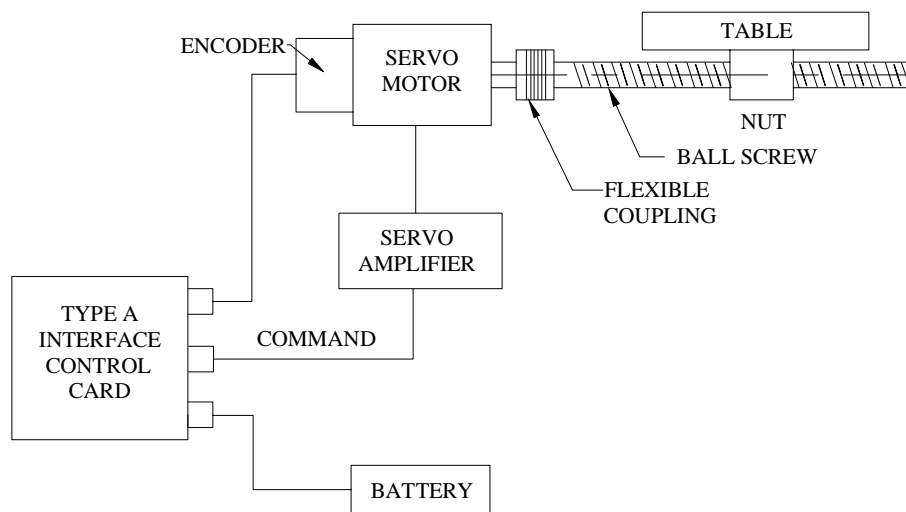 TABLE
ENCODER
SERVO
MOTOR
NUT
BALL SCREW
FLEXIBLE
COUPLING
SERVO
AMPLIFIER
TYPE A
INTERFACE
CONTROL
CARD
COMMAND
BATTERY